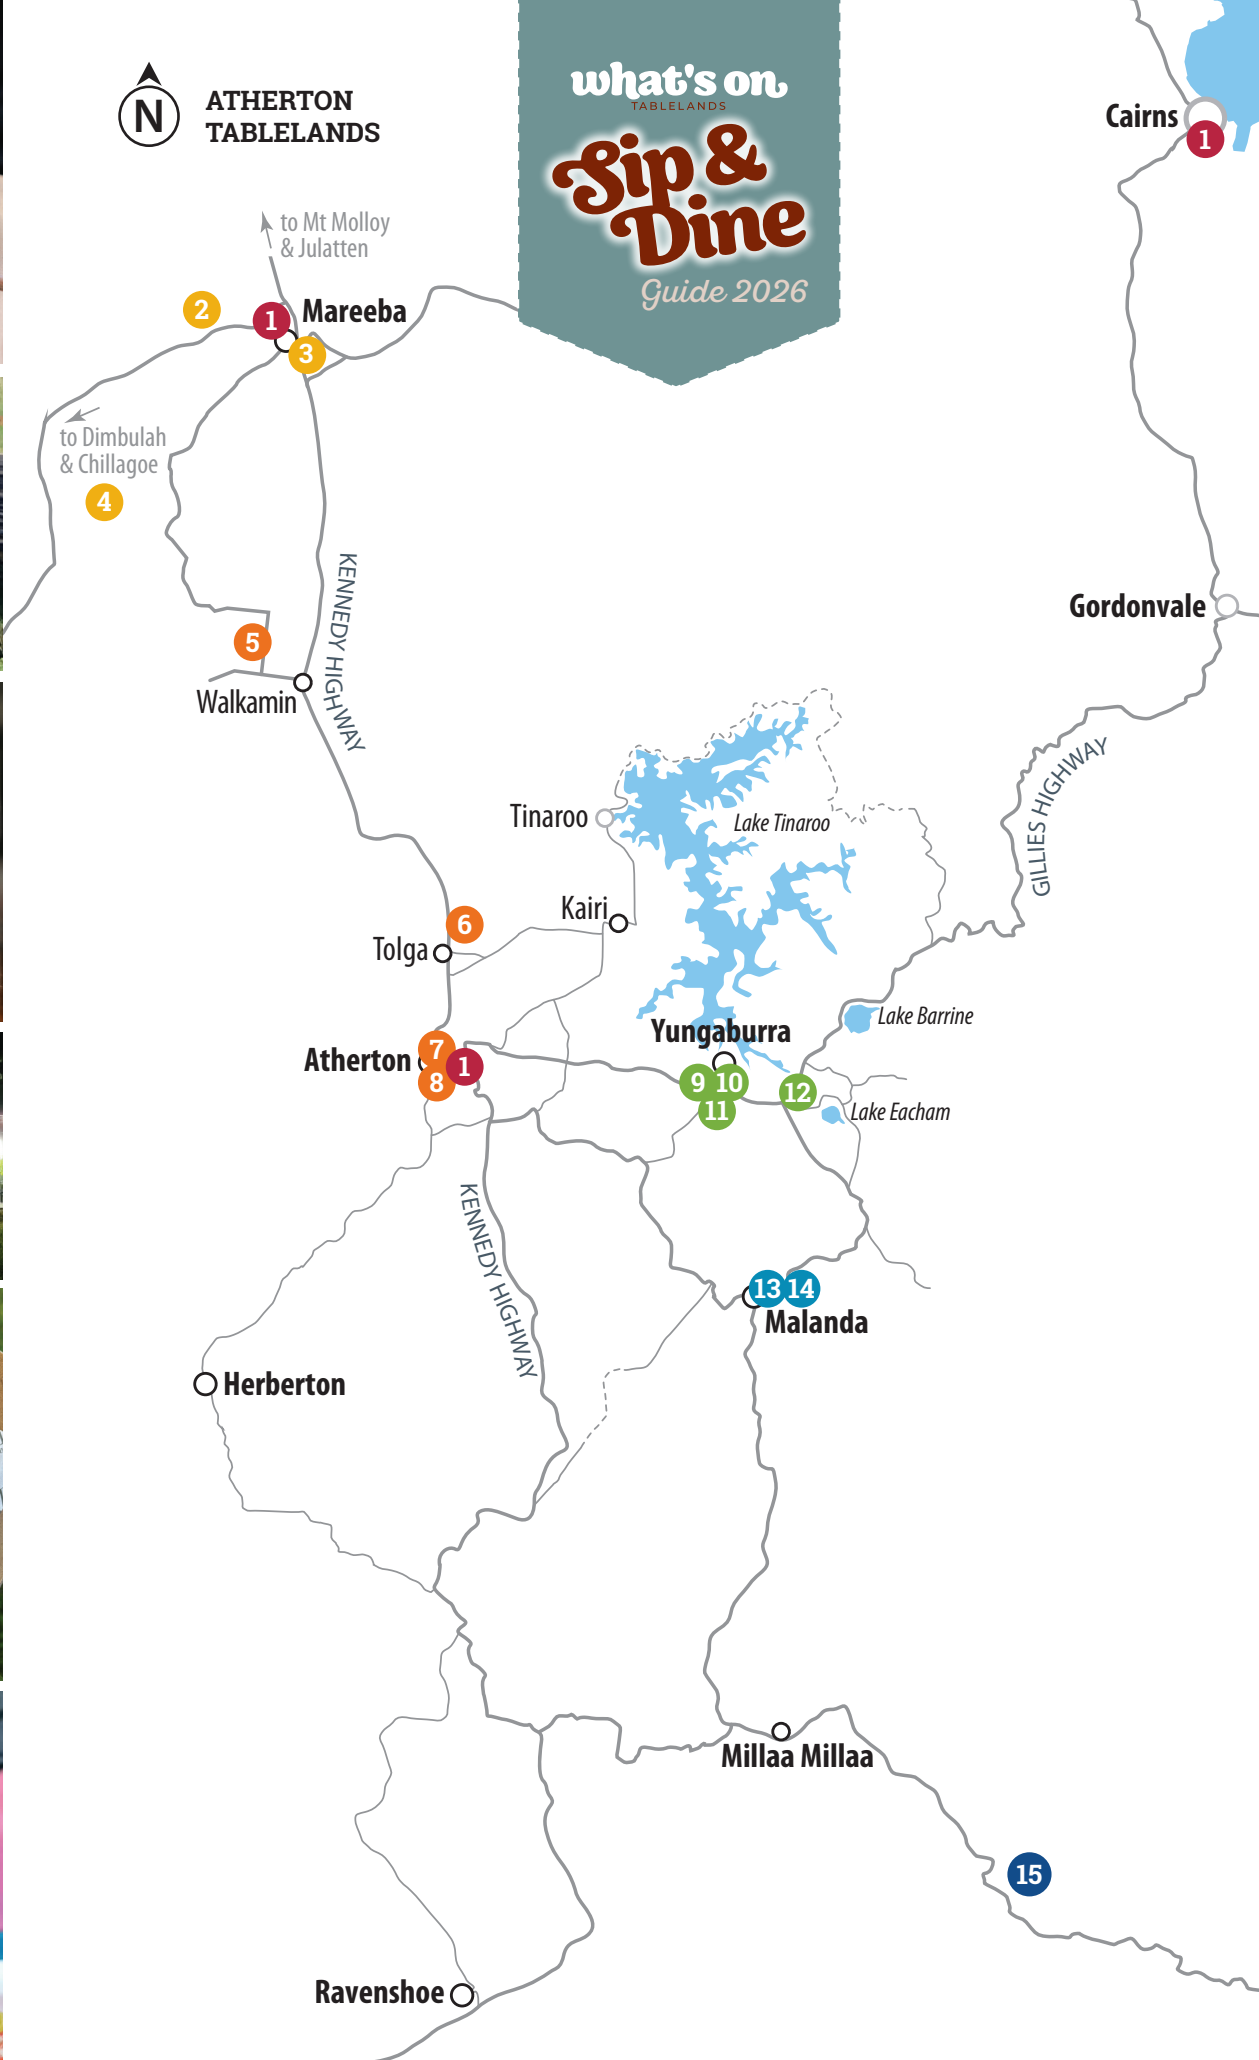 what's on
TABLELANDS
Sip &
Dine
Guide 2026
N
ATHERTON
TABLELANDS
Cairns
1
to Mt Molloy
& Julatten
2
1
Mareeba
3
to Dimbulah
& Chillagoe
4
KENNEDY HIGHWAY
Gordonvale
5
Walkamin
GILLIES HIGHWAY
Tinaroo
Lake Tinaroo
Kairi
6
Tolga
Lake Barrine
Yungaburra
Atherton
7
1
8
9
10
11
12
Lake Eacham
KENNEDY HIGHWAY
13
14
Malanda
Herberton
Millaa Millaa
15
Ravenshoe